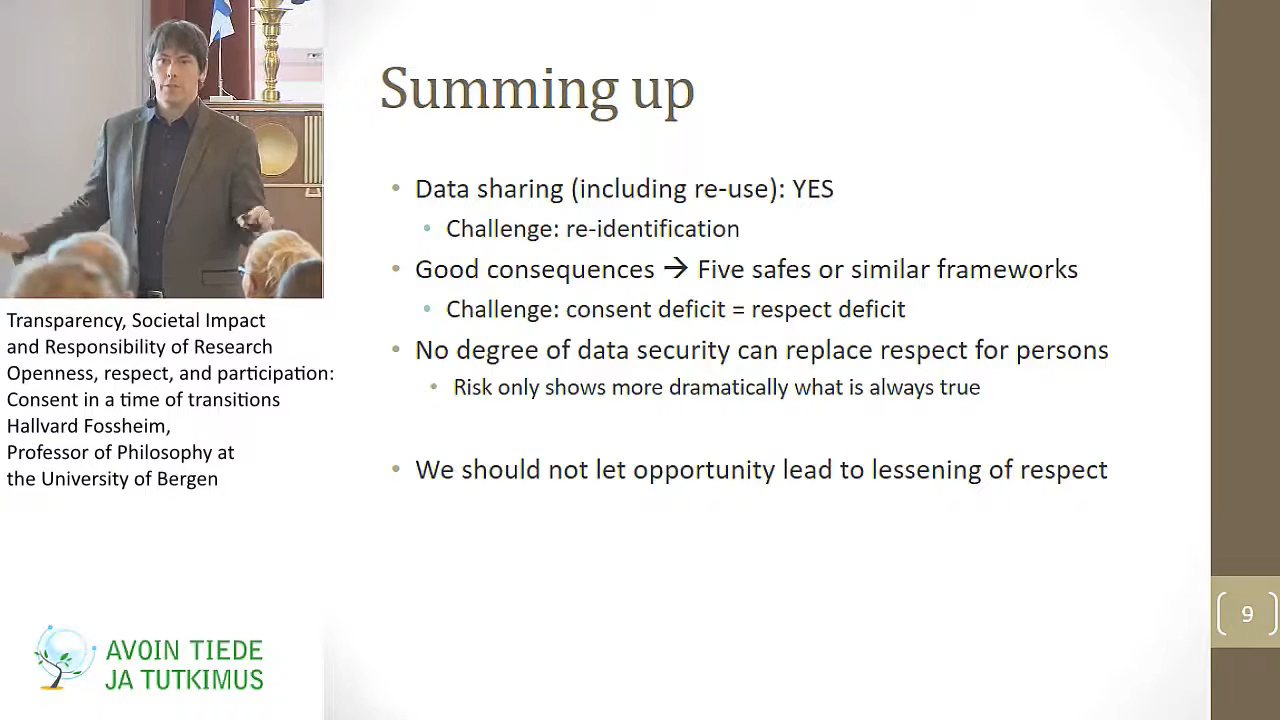 Summing up
• Data sharing (including re-use): YES
• Challenge: re-identification
• Good consequences → Five safes or similar frameworks
• Challenge: consent deficit = respect deficit
• No degree of data security can replace respect for persons
• Risk only shows more dramatically what is always true
• We should not let opportunity lead to lessening of respect
9
Transparency, Societal Impact
and Responsibility of Research
Openness, respect, and participation:
Consent in a time of transitions
Hallvard Fossheim,
Professor of Philosophy at
the University of Bergen
AVOIN TIEDE
JA TUTKIMUS